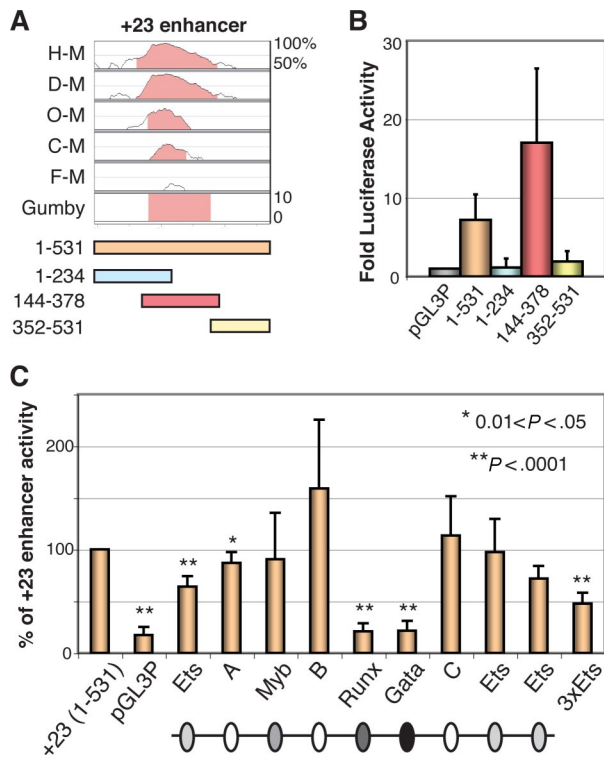 A
+23 enhancer
H-M
100%
50%
D-M
O-M
C-M
F-M
Gumby
10
0
1-531
1-234
144-378
352-531
B
Fold Luciferase Activity
30
20
10
0
pGL3P
1-531
1-234
144-378
352-531
C
% of +23 enhancer activity
200
100
0
* 0.01<P<.05
**P<.0001
**
**
*
**
**
**
+23 (1-531)
pGL3P
Ets
A
Myb
B
Runx
Gata
C
Ets
Ets
3xEts